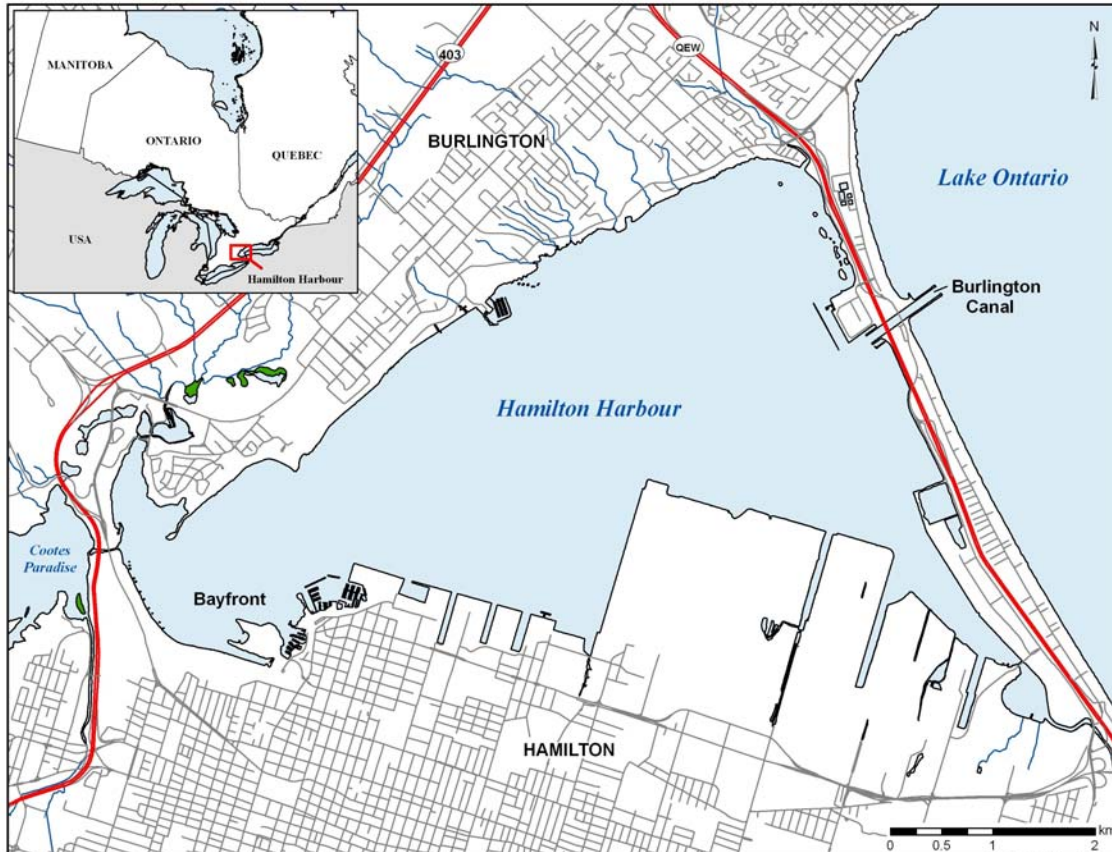 MANITOBA
ONTARIO
QUEBEC
USA
Hamilton Harbour
403
QEW
N
BURLINGTON
Lake Ontario
Burlington
Canal
Hamilton Harbour
Cootes
Paradise
Bayfront
HAMILTON
km
0 0.5 1 2